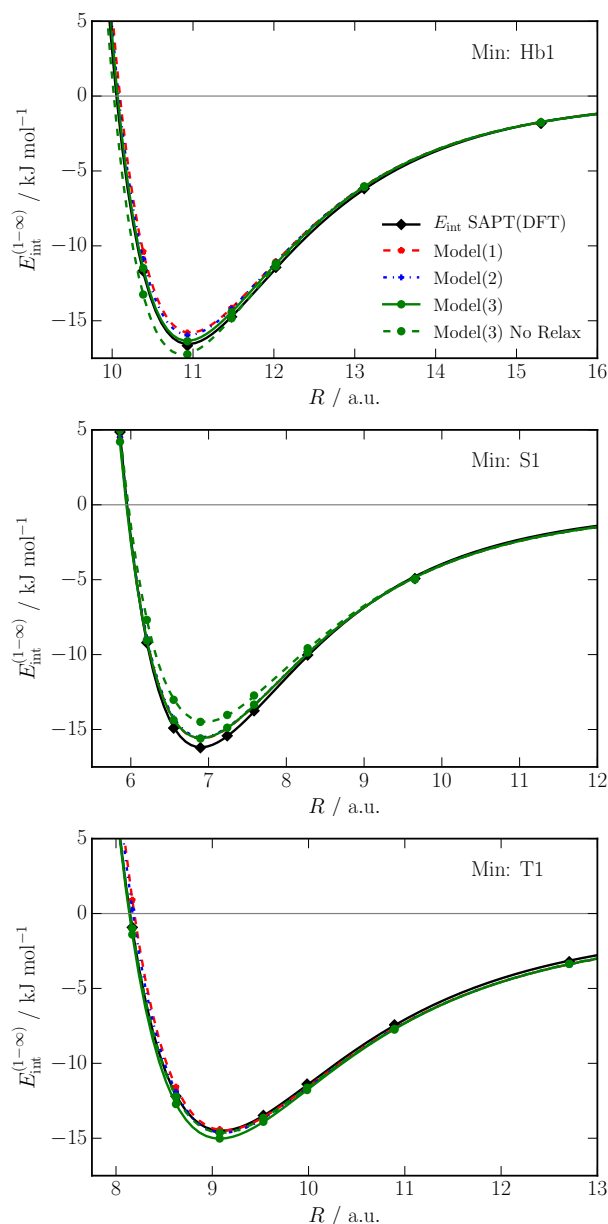 5
0
−5
−10
−15
10 11 12 13 14 15 16
R / a.u.
E_int^(1−∞) / kJ mol^−1
Min: Hb1
E_int SAPT(DFT)
Model(1)
Model(2)
Model(3)
Model(3) No Relax
5
0
−5
−10
−15
6 7 8 9 10 11 12
R / a.u.
E_int^(1−∞) / kJ mol^−1
Min: S1
5
0
−5
−10
−15
8 9 10 11 12 13
R / a.u.
E_int^(1−∞) / kJ mol^−1
Min: T1